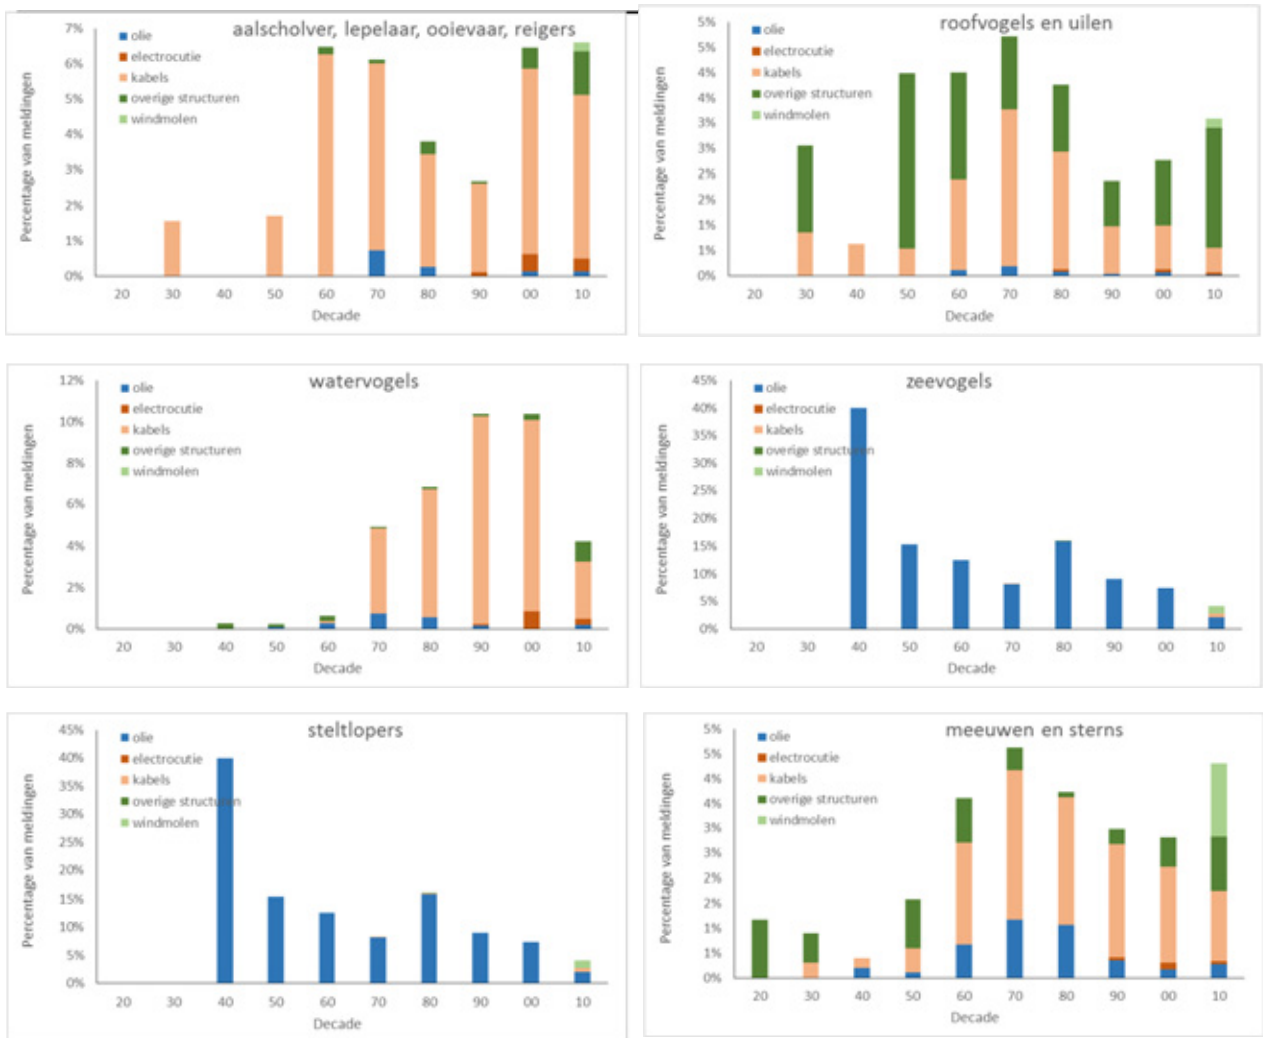 aalscholver, lepelaar, ooievaar, reigers
Percentage van meldingen
7%
6%
5%
4%
3%
2%
1%
0%
olie
electrocutie
kabels
overige structuren
windmolen
20 30 40 50 60 70 80 90 00 10
Decade
roofvogels en uilen
Percentage van meldingen
5%
5%
4%
4%
3%
3%
2%
2%
1%
1%
0%
olie
electrocutie
kabels
overige structuren
windmolen
20 30 40 50 60 70 80 90 00 10
Decade
watervogels
Percentage van meldingen
12%
10%
8%
6%
4%
2%
0%
olie
electrocutie
kabels
overige structuren
windmolen
20 30 40 50 60 70 80 90 00 10
Decade
zeevogels
Percentage van meldingen
45%
40%
35%
30%
25%
20%
15%
10%
5%
0%
olie
electrocutie
kabels
overige structuren
windmolen
20 30 40 50 60 70 80 90 00 10
Decade
steltlopers
Percentage van meldingen
45%
40%
35%
30%
25%
20%
15%
10%
5%
0%
olie
electrocutie
kabels
overige structuren
windmolen
20 30 40 50 60 70 80 90 00 10
Decade
meeuwen en sterns
Percentage van meldingen
5%
5%
4%
4%
3%
3%
2%
2%
1%
1%
0%
olie
electrocutie
kabels
overige structuren
windmolen
20 30 40 50 60 70 80 90 00 10
Decade